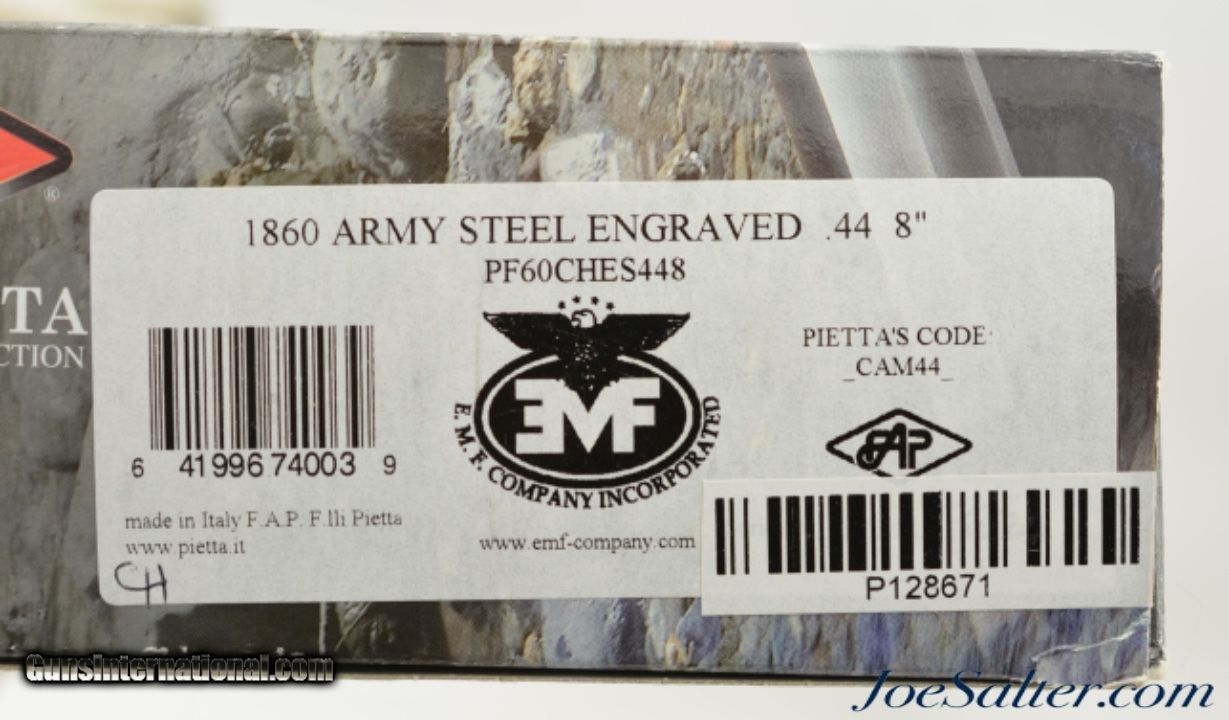 1860 ARMY STEEL ENGRAVED .44 8"
PF60CHES448
TA
CTION
®
PIETTA'S CODE:
_CAM44_
EMF
E. M. F. COMPANY INCORPORATED
FAP
6 41996 74003 9
made in Italy F.A.P. F.lli Pietta
www.pietta.it
www.emf-company.com
CH
P128671
GunsInternational.com
JoeSalter.com